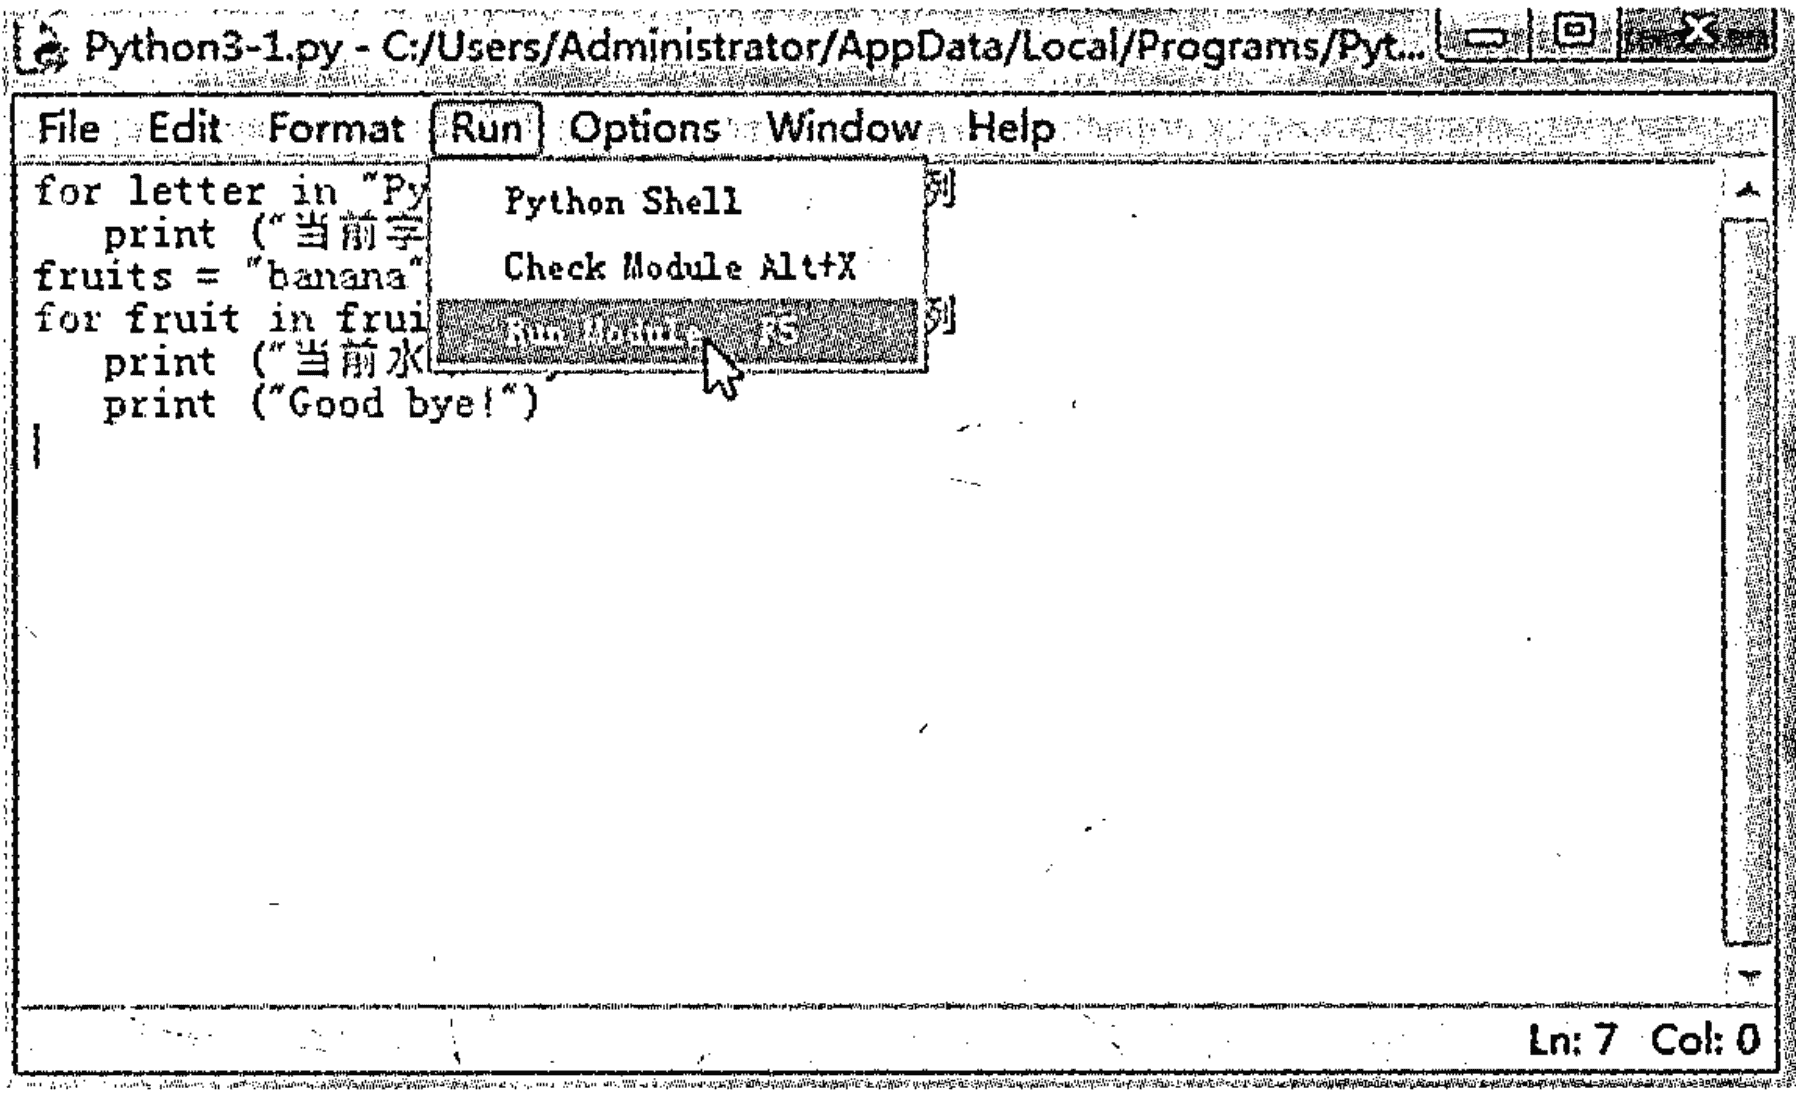 Python3-1.py - C:/Users/Administrator/AppData/Local/Programs/Pyt...
File Edit Format Run Options Window Help
for letter in "Py 列
print ("当前字
fruits = "banana"
for fruit in frui 列
print ("当前水
print ("Good bye!")
Python Shell
Check Module Alt+X
Run Module F5
Ln: 7 Col: 0